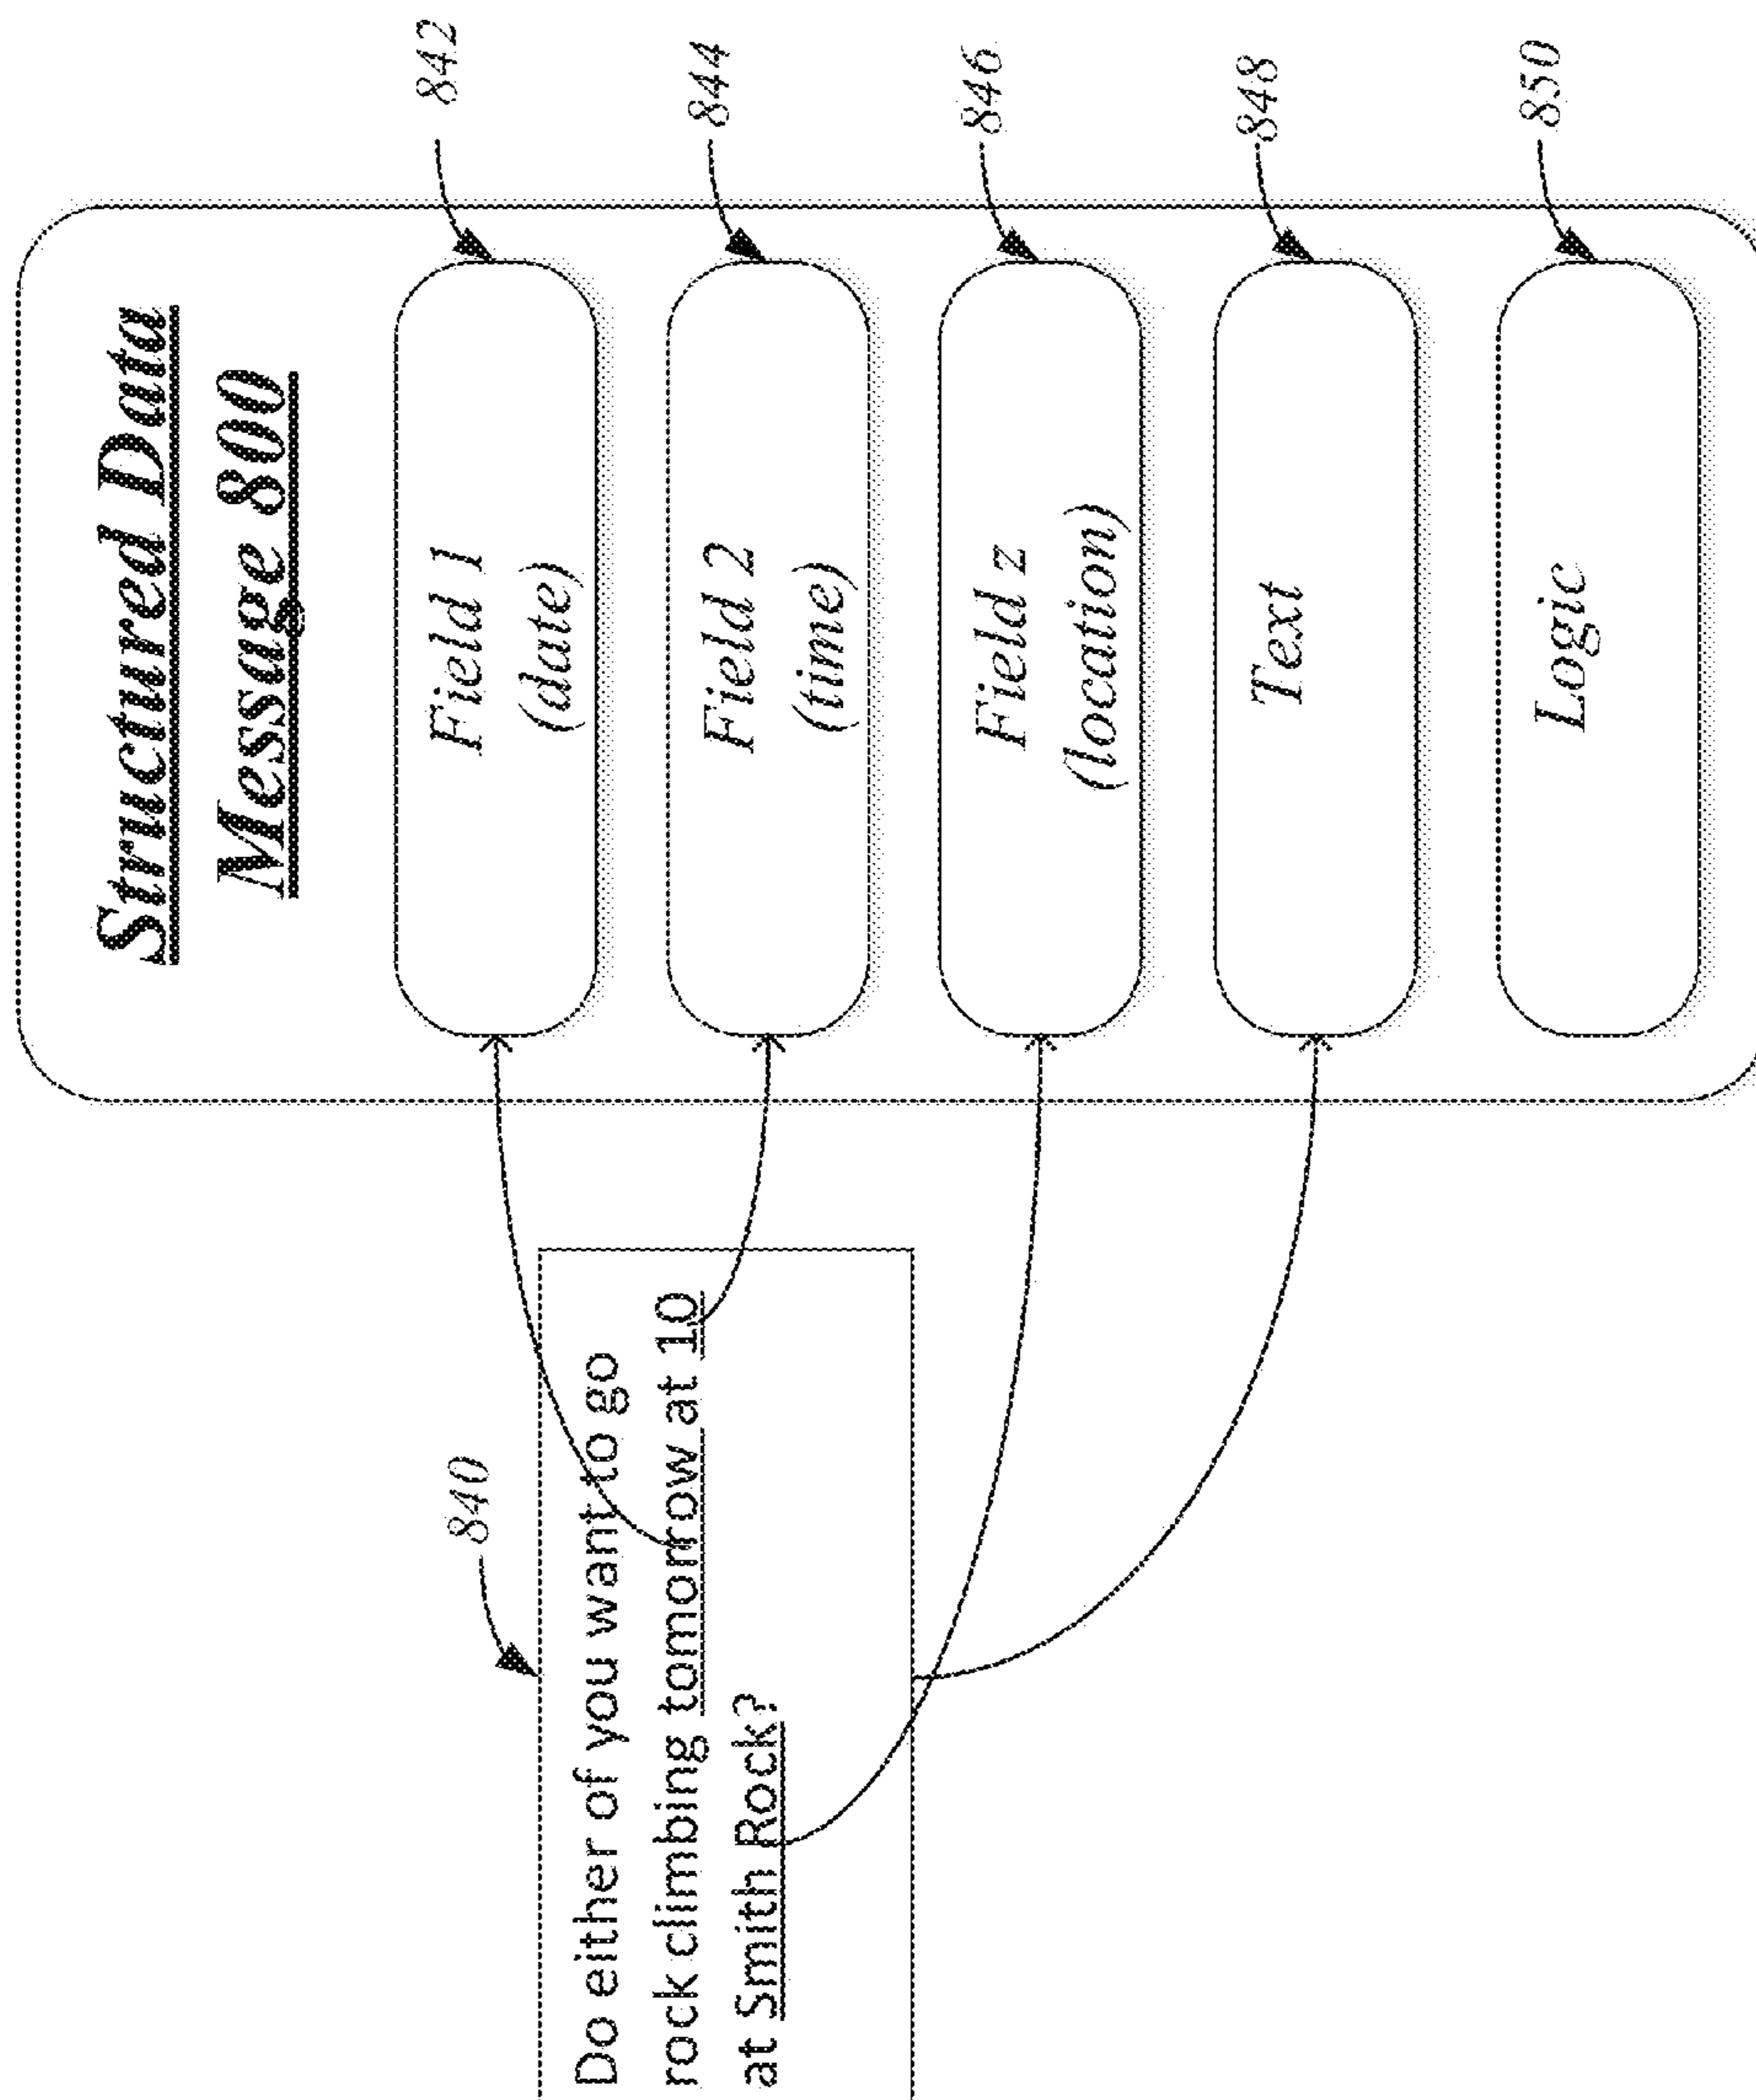 Structured Data
Message 800
840
Do either of you want to go
rock climbing tomorrow at 10
at Smith Rock?
Field 1
(date)
842
Field 2
(time)
844
Field z
(location)
846
Text
848
Logic
850